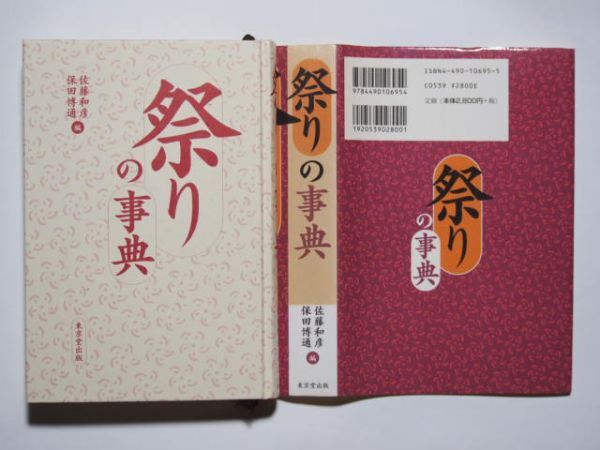 佐藤和彦
保田博通 編
祭り
の事典
東京堂出版
祭りの事典
佐藤和彦
保田博通 編
東京堂出版
ISBN4-490-10695-5
C0539 ¥2800E
定価(本体2,800円+税)
9784490106954
1920539028001
祭り
の事典